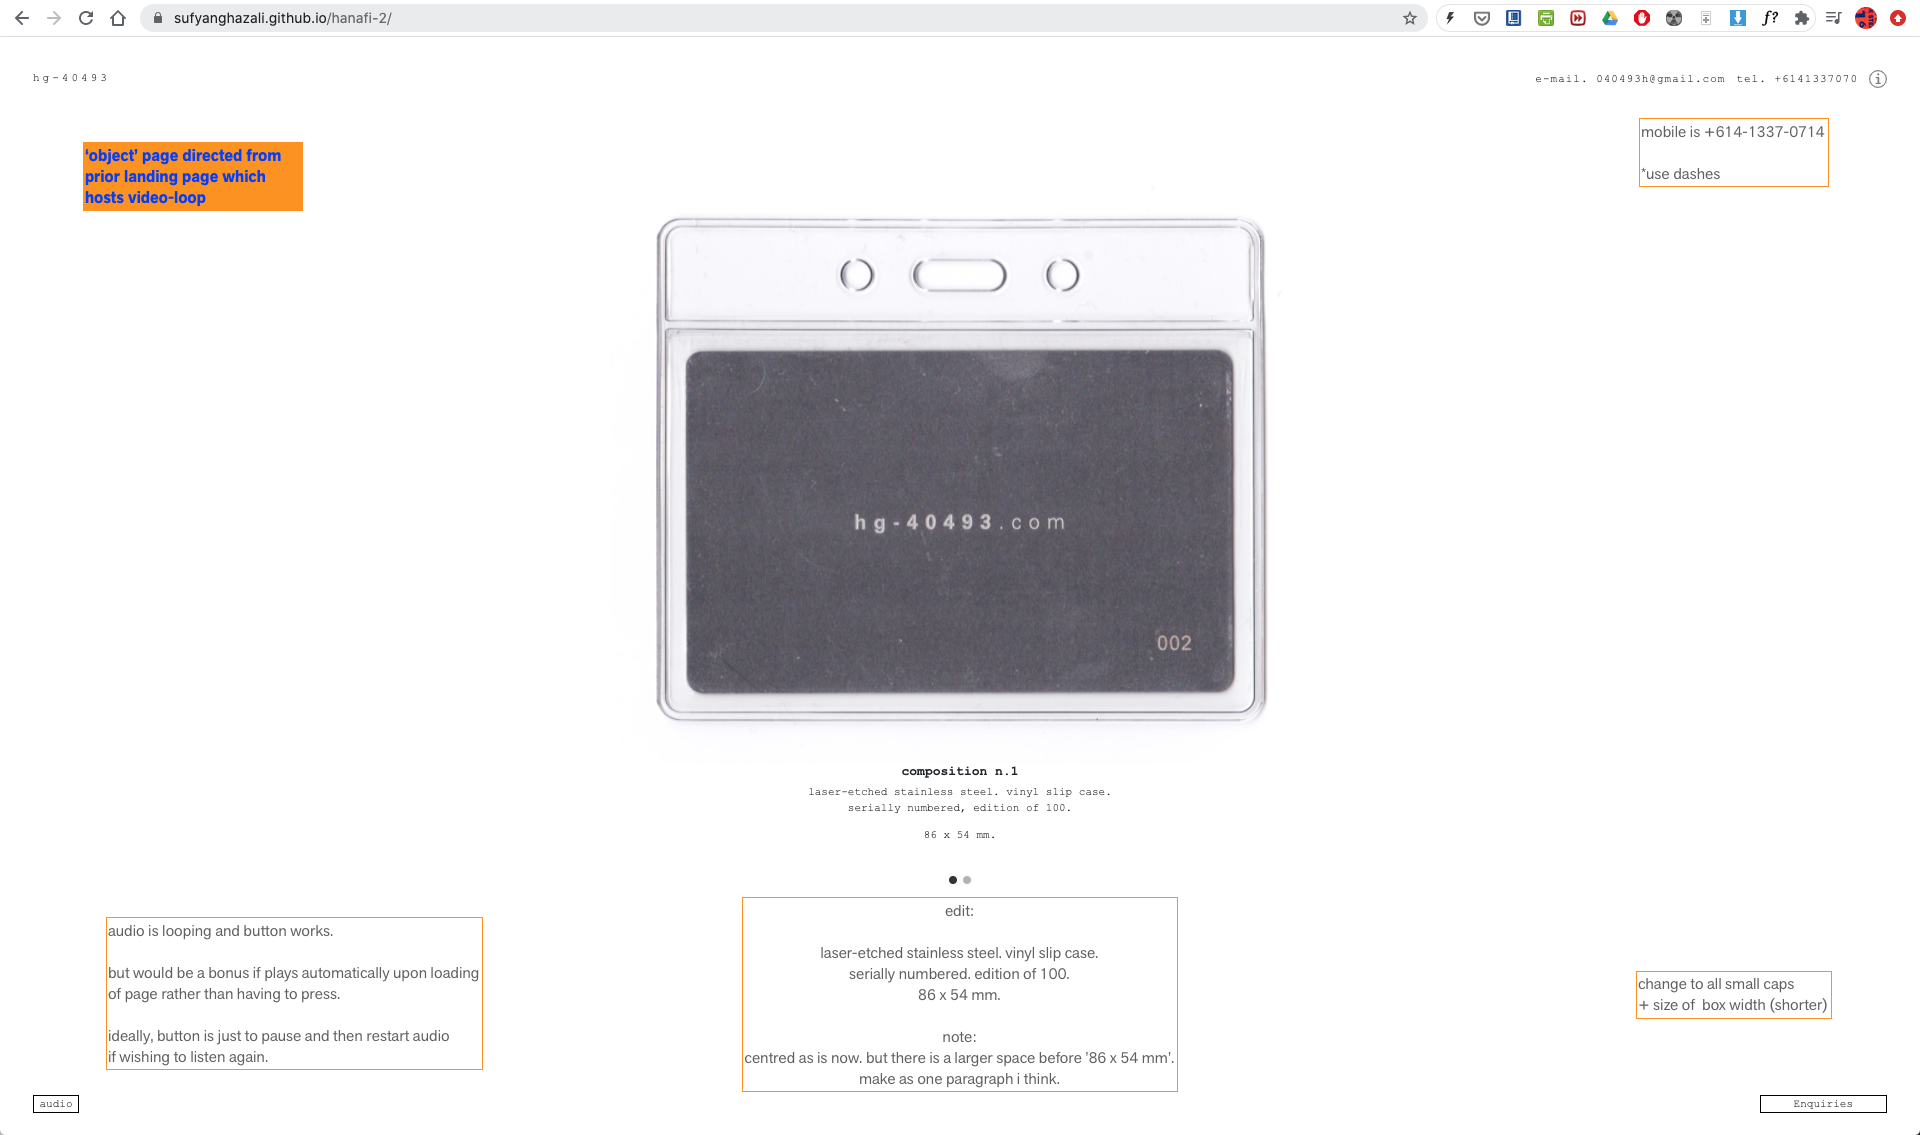 sufyanghazali.github.io/hanafi-2/
f?
hg-40493
e-mail. 040493h@gmail.com tel. +6141337070
mobile is +614-1337-0714
*use dashes
‘object’ page directed from
prior landing page which
hosts video-loop
hg-40493.com
002
composition n.1
laser-etched stainless steel. vinyl slip case.
serially numbered, edition of 100.
86 x 54 mm.
edit:
laser-etched stainless steel. vinyl slip case.
serially numbered. edition of 100.
86 x 54 mm.
note:
centred as is now. but there is a larger space before ’86 x 54 mm’.
make as one paragraph i think.
audio is looping and button works.
but would be a bonus if plays automatically upon loading
of page rather than having to press.
ideally, button is just to pause and then restart audio
if wishing to listen again.
change to all small caps
+ size of  box width (shorter)
audio
Enquiries